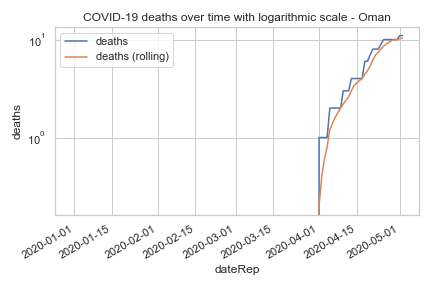 COVID-19 deaths over time with logarithmic scale - Oman
deaths
deaths (rolling)
10¹
10⁰
deaths
2020-01-01
2020-01-15
2020-02-01
2020-02-15
2020-03-01
2020-03-15
2020-04-01
2020-04-15
2020-05-01
dateRep